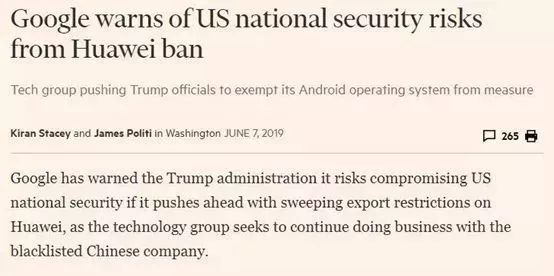 Google warns of US national security risks
from Huawei ban
Tech group pushing Trump officials to exempt its Android operating system from measure
Kiran Stacey and James Politi in Washington JUNE 7, 2019
265
Google has warned the Trump administration it risks compromising US
national security if it pushes ahead with sweeping export restrictions on
Huawei, as the technology group seeks to continue doing business with the
blacklisted Chinese company.